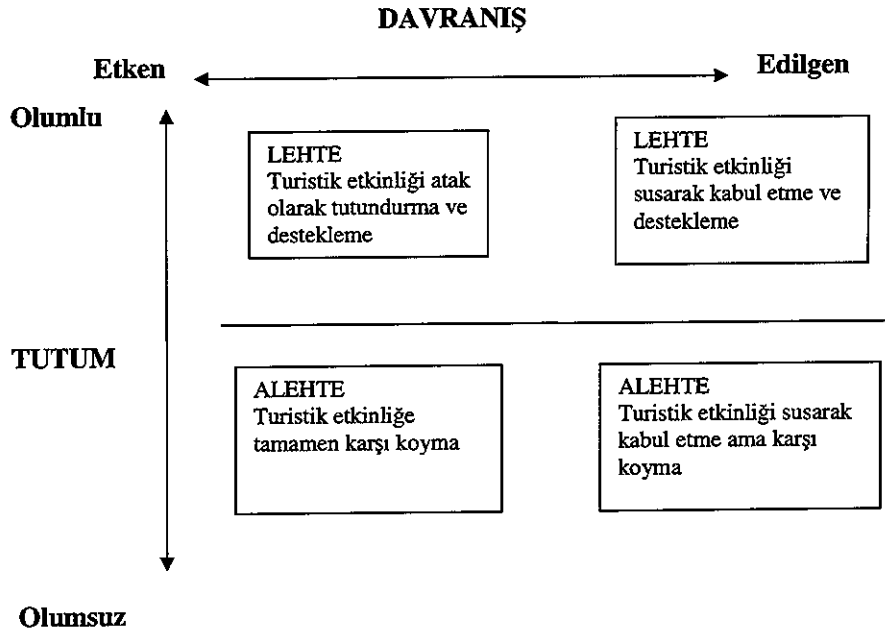 DAVRANIŞ
Etken
Edilgen
Olumlu
LEHTE
Turistik etkinliği atak
olarak tutundurma ve
destekleme
LEHTE
Turistik etkinliği
susarak kabul etme ve
destekleme
TUTUM
ALEHTE
Turistik etkinliğe
tamamen karşı koyma
ALEHTE
Turistik etkinliği susarak
kabul etme ama karşı
koyma
Olumsuz